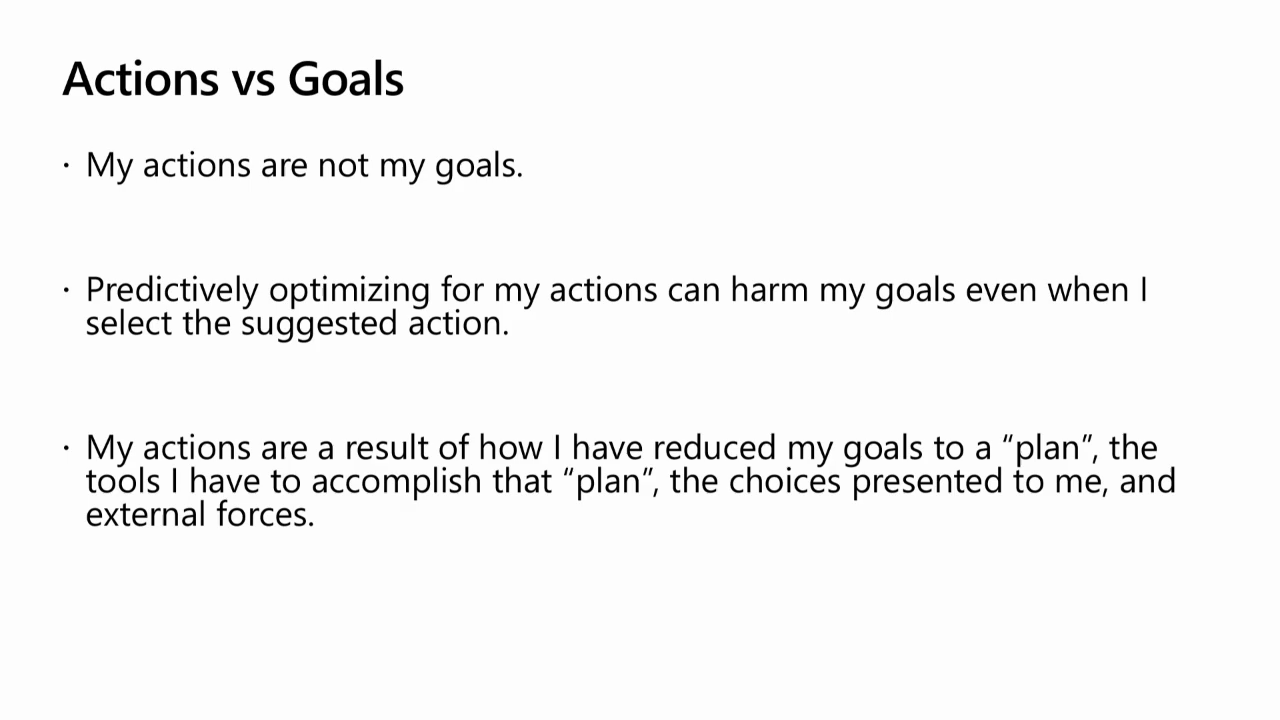 Actions vs Goals
· My actions are not my goals.
· Predictively optimizing for my actions can harm my goals even when I
select the suggested action.
· My actions are a result of how I have reduced my goals to a “plan”, the
tools I have to accomplish that “plan”, the choices presented to me, and
external forces.